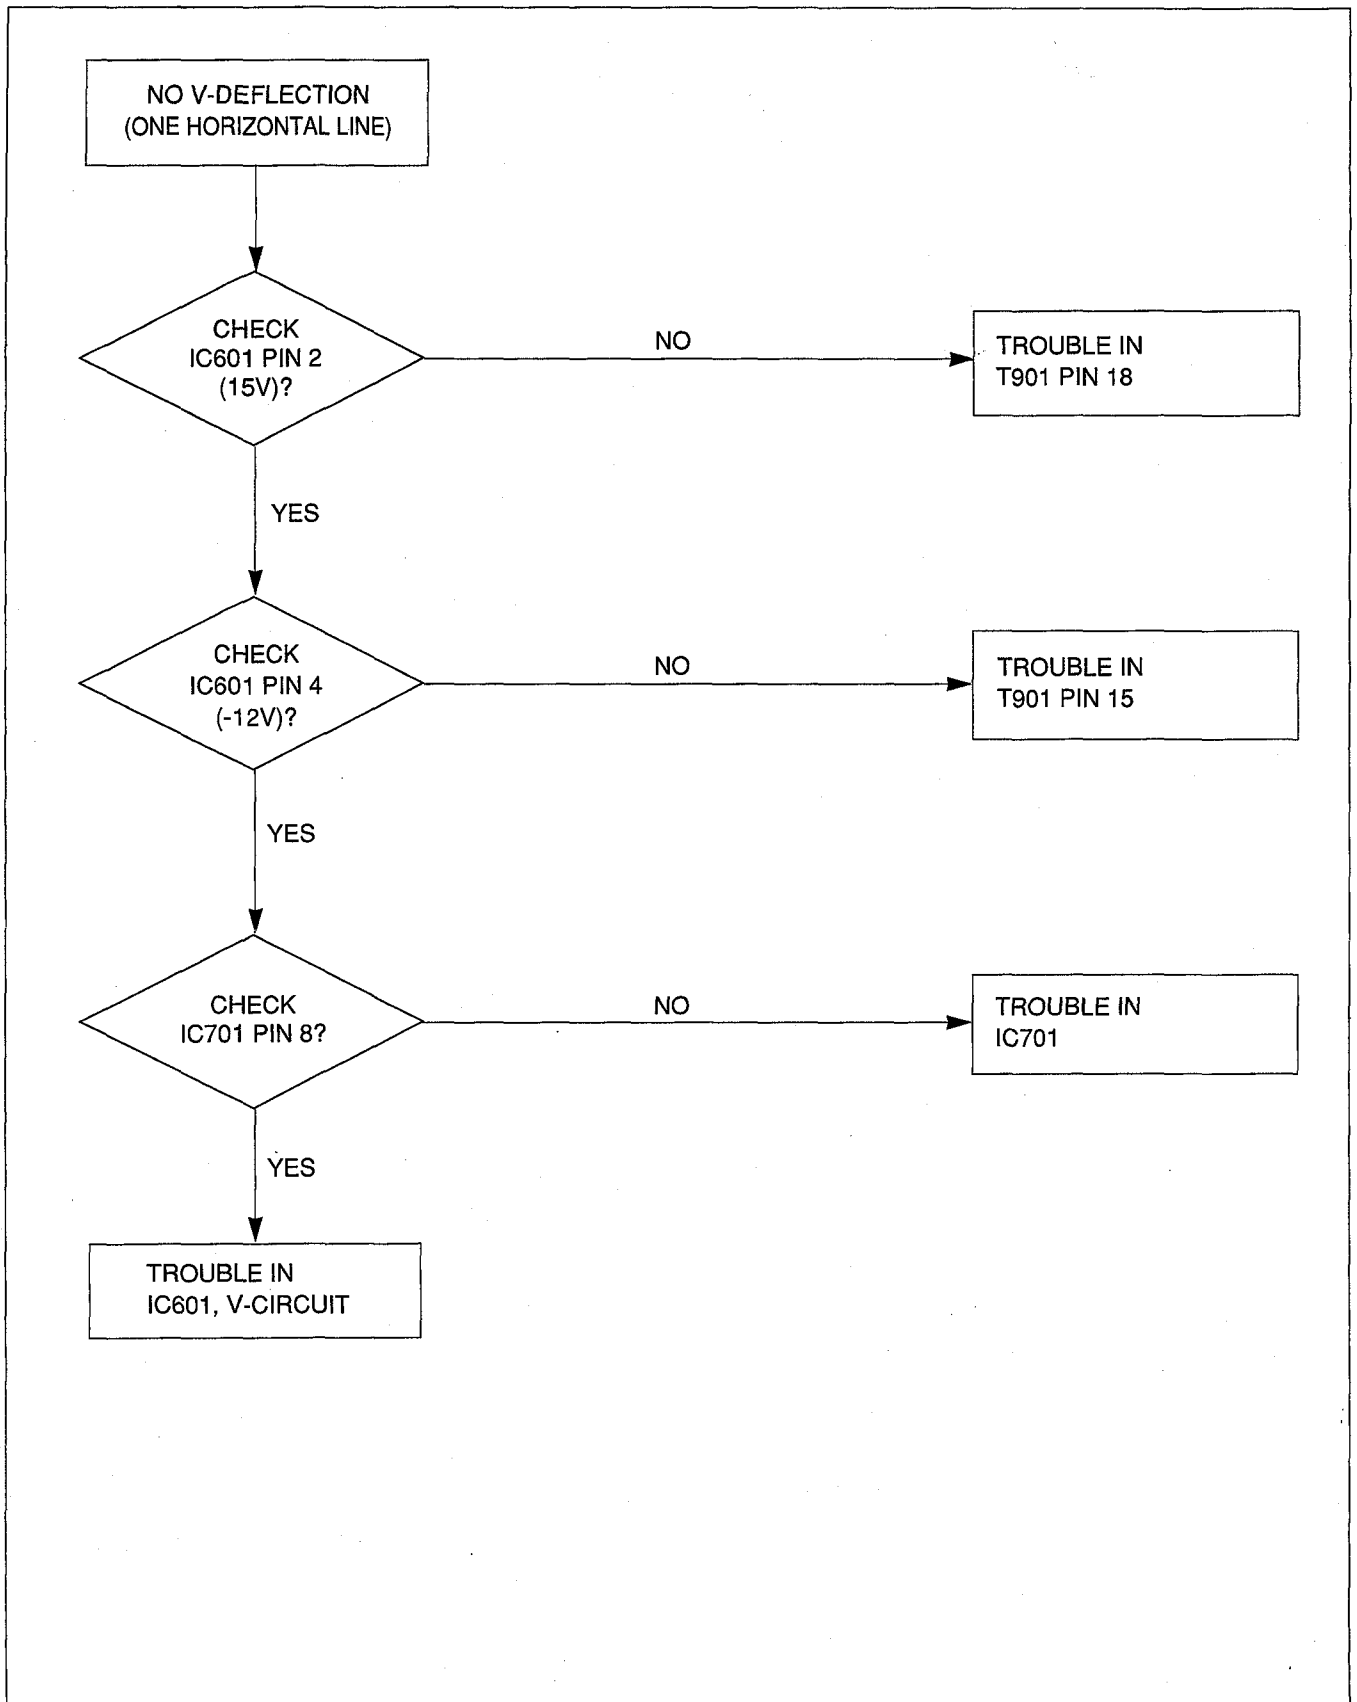 NO V-DEFLECTION
(ONE HORIZONTAL LINE)
CHECK
IC601 PIN 2
(15V)?
NO
TROUBLE IN
T901 PIN 18
YES
CHECK
IC601 PIN 4
(-12V)?
NO
TROUBLE IN
T901 PIN 15
YES
CHECK
IC701 PIN 8?
NO
TROUBLE IN
IC701
YES
TROUBLE IN
IC601, V-CIRCUIT